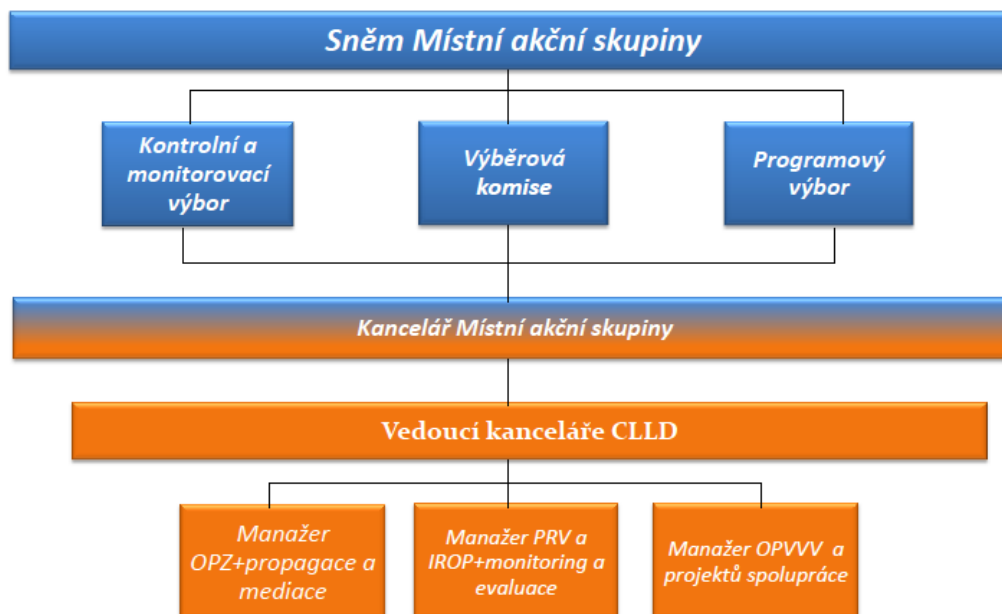 Sněm Místní akční skupiny
Kontrolní a
monitorovací
výbor
Výběrová
komise
Programový
výbor
Kancelář Místní akční skupiny
Vedoucí kanceláře CLLD
Manažer
OPZ+propagace a
mediace
Manažer PRV a
IROP+monitoring a
evaluace
Manažer OPVVV  a
projektů spolupráce